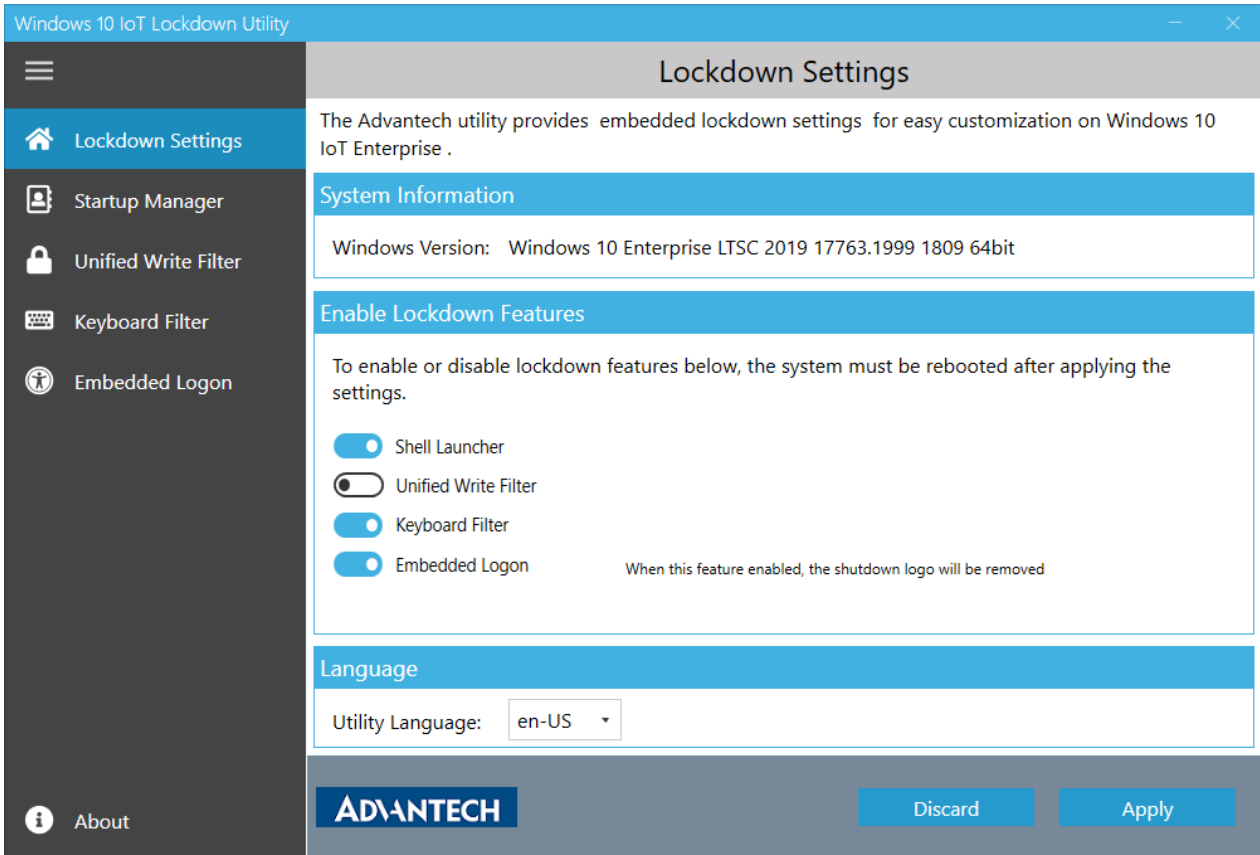 Windows 10 IoT Lockdown Utility
Lockdown Settings
Startup Manager
Unified Write Filter
Keyboard Filter
Embedded Logon
About
Lockdown Settings
The Advantech utility provides  embedded lockdown settings  for easy customization on Windows 10
IoT Enterprise .
System Information
Windows Version: Windows 10 Enterprise LTSC 2019 17763.1999 1809 64bit
Enable Lockdown Features
To enable or disable lockdown features below, the system must be rebooted after applying the
settings.
Shell Launcher
Unified Write Filter
Keyboard Filter
Embedded Logon When this feature enabled, the shutdown logo will be removed
Language
Utility Language: en-US
ADVANTECH
Discard Apply